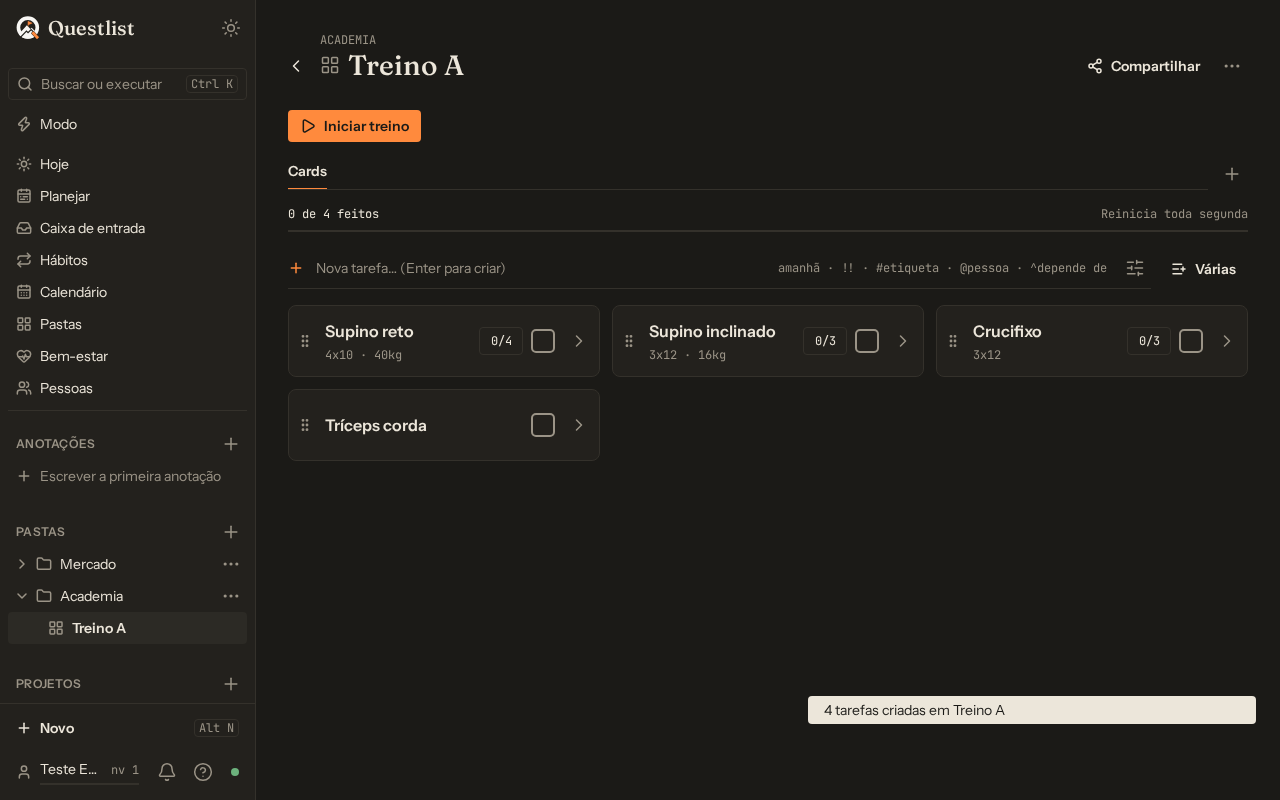 Questlist
Buscar ou executar
Ctrl K
Modo
Hoje
Planejar
Caixa de entrada
Hábitos
Calendário
Pastas
Bem-estar
Pessoas
ANOTAÇÕES
Escrever a primeira anotação
PASTAS
Mercado
Academia
Treino A
PROJETOS
Novo
Alt N
Teste E...
nv 1
ACADEMIA
Treino A
Compartilhar
Iniciar treino
Cards
0 de 4 feitos
Reinicia toda segunda
Nova tarefa... (Enter para criar)
amanhã · !! · #etiqueta · @pessoa · ^depende de
Várias
Supino reto
4x10 · 40kg
0/4
Supino inclinado
3x12 · 16kg
0/3
Crucifixo
3x12
0/3
Tríceps corda
4 tarefas criadas em Treino A